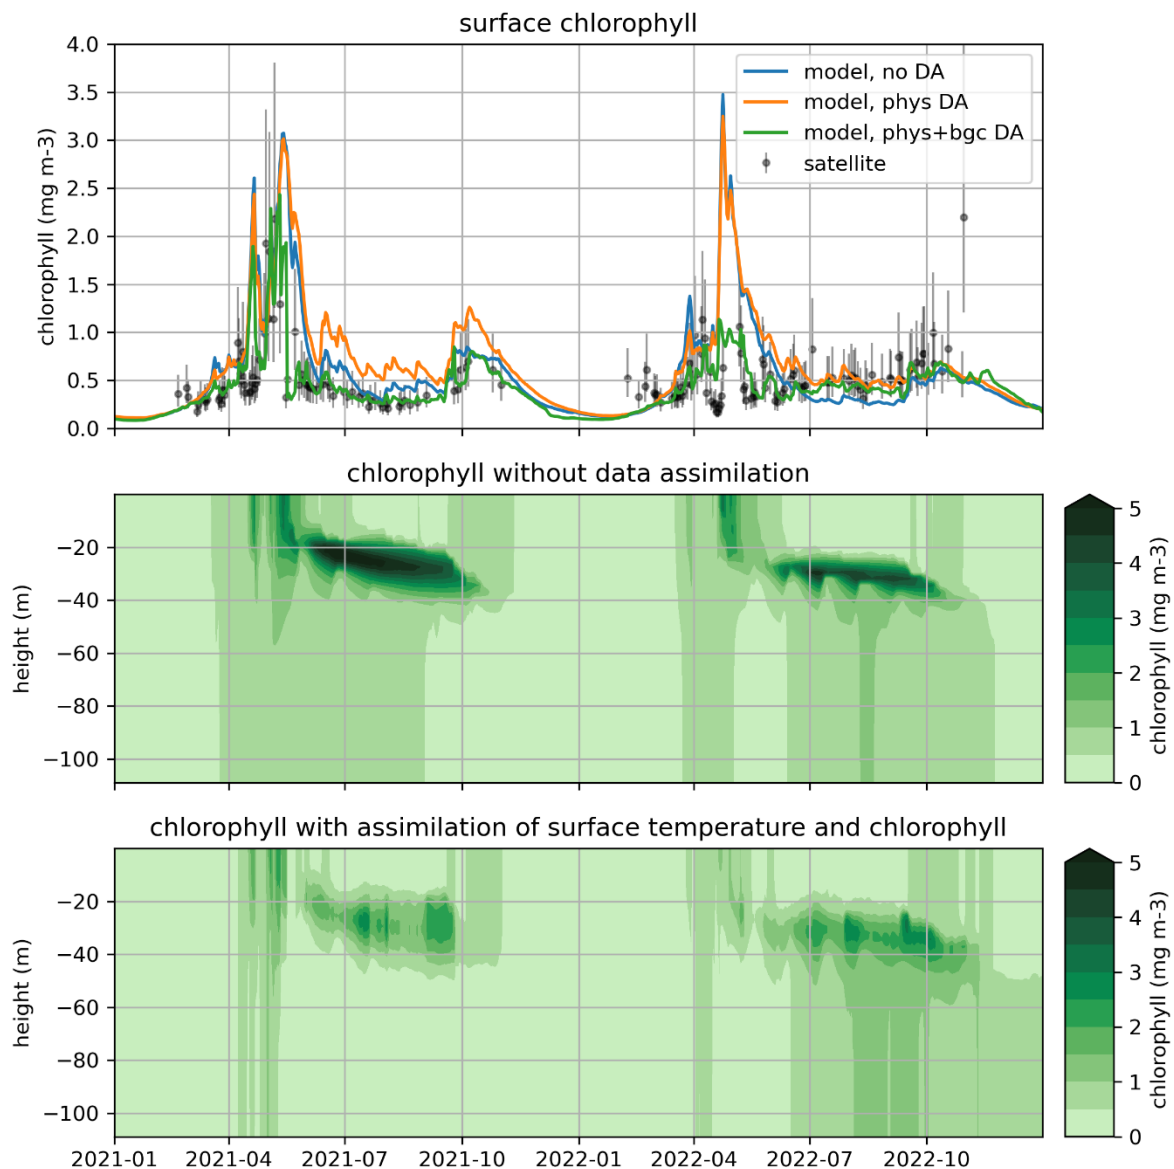 surface chlorophyll
4.0
3.5
3.0
2.5
2.0
1.5
1.0
0.5
0.0
chlorophyll (mg m-3)
model, no DA
model, phys DA
model, phys+bgc DA
satellite
chlorophyll without data assimilation
−20
−40
−60
−80
−100
height (m)
5
4
3
2
1
0
chlorophyll (mg m-3)
chlorophyll with assimilation of surface temperature and chlorophyll
−20
−40
−60
−80
−100
height (m)
5
4
3
2
1
0
chlorophyll (mg m-3)
2021-01 2021-04 2021-07 2021-10 2022-01 2022-04 2022-07 2022-10